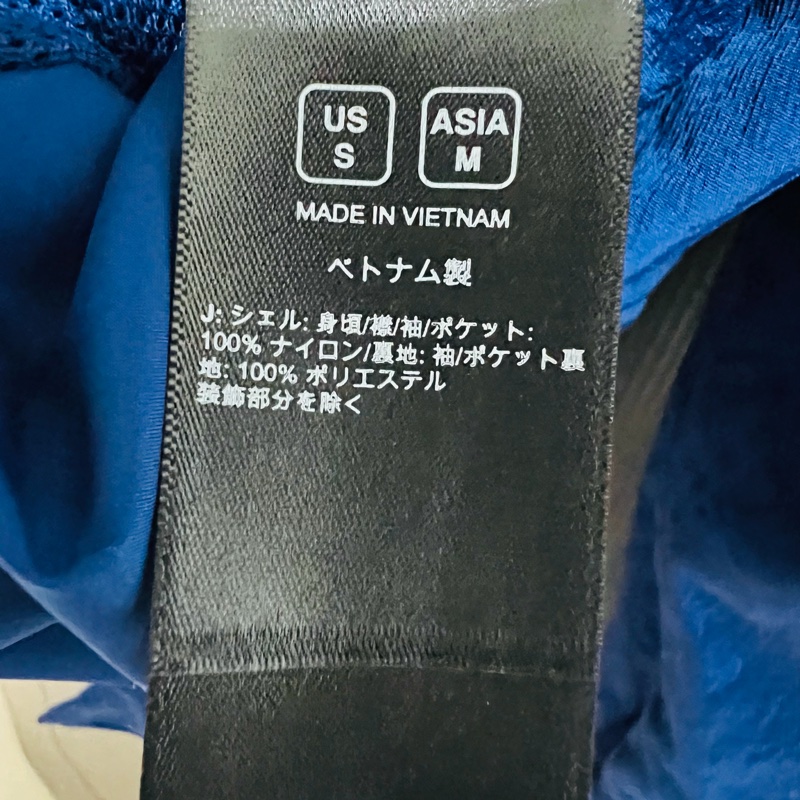 US
S
ASIA
M
MADE IN VIETNAM
ベトナム製
J: シェル: 身頃/襟/袖/ポケット:
100% ナイロン/裏地: 袖/ポケット裏
地: 100% ポリエステル
装飾部分を除く